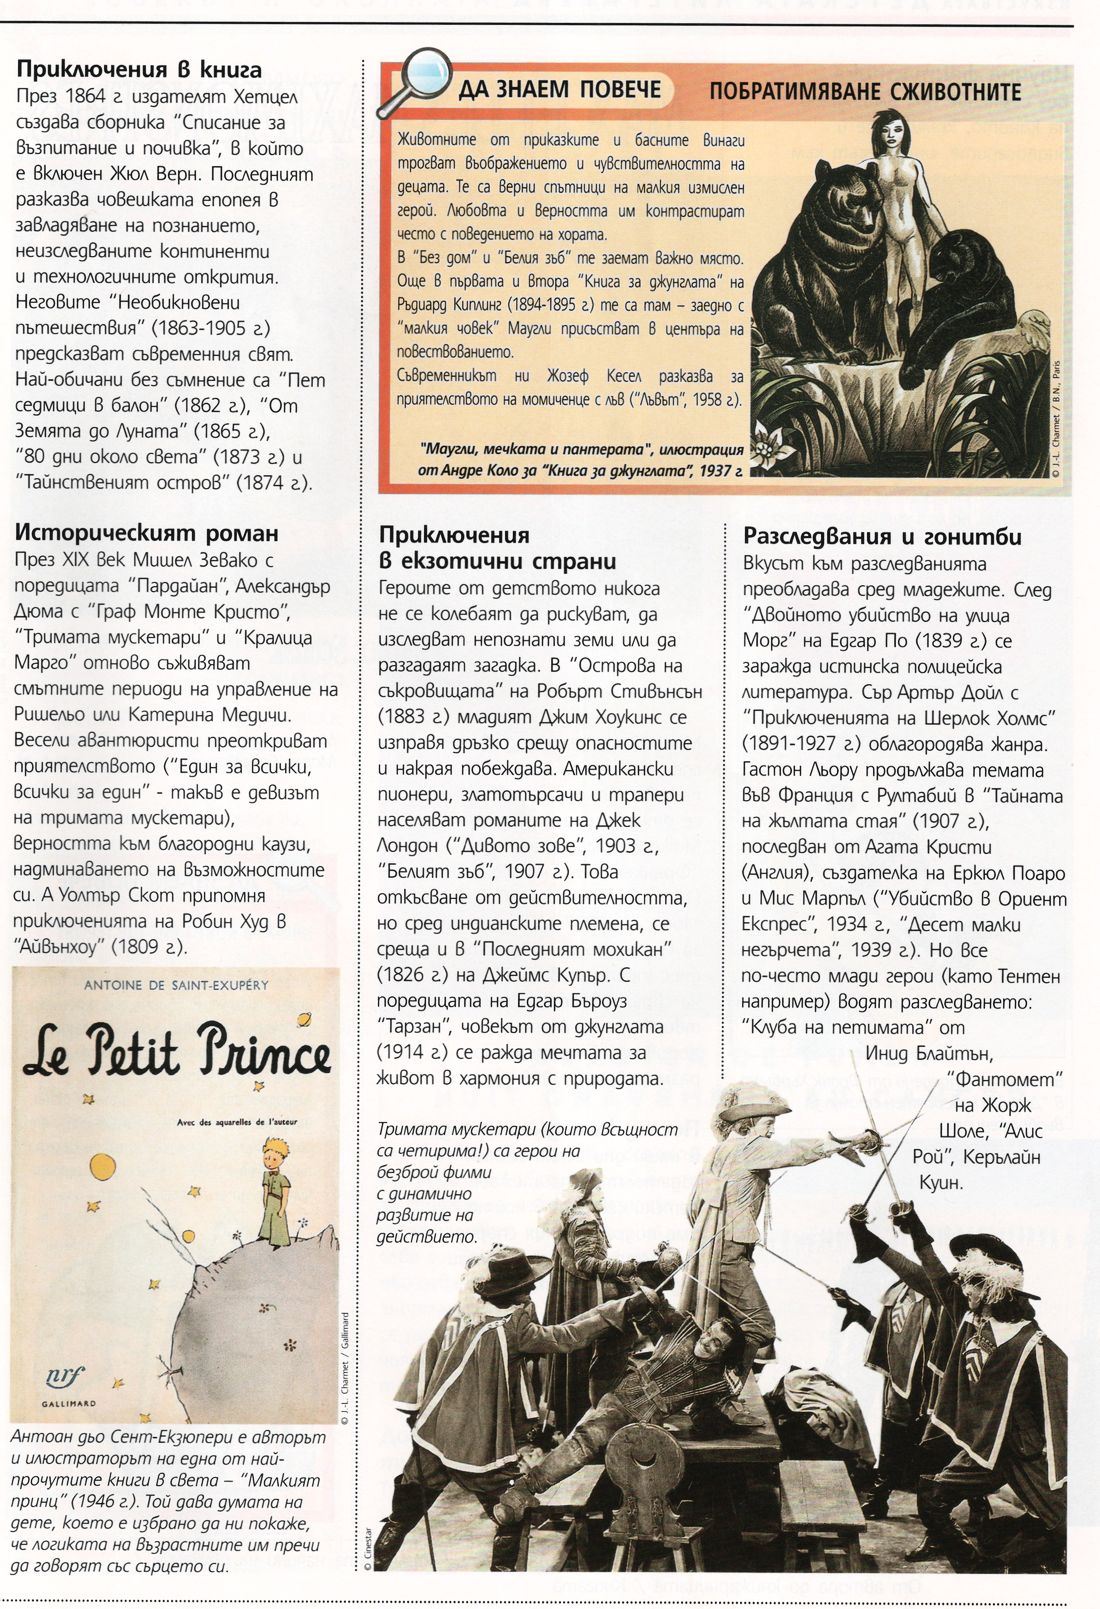 Приключения в книга
През 1864 г. издателят Хетцел
създава сборника “Списание за
възпитание и почивка”, в който
е включен Жюл Верн. Последният
разказва човешката епопея в
завладяване на познанието,
неизследваните континенти
и технологичните открития.
Неговите “Необикновени
пътешествия” (1863-1905 г.)
предсказват съвременния свят.
Най-обичани без съмнение са “Пет
седмици в балон” (1862 г.), “От
Земята до Луната” (1865 г.),
“80 дни около света” (1873 г.) и
“Тайнственият остров” (1874 г.).
ДА ЗНАЕМ ПОВЕЧЕ
ПОБРАТИМЯВАНЕ СЖИВОТНИТЕ
Животните от приказките и басните винаги
трогват въображението и чувствителността на
децата. Те са верни спътници на малкия измислен
герой. Любовта и верността им контрастират
често с поведението на хората.
В “Без дом” и “Белия зъб” те заемат важно място.
Още в първата и втора “Книга за джунглата” на
Ръдиард Киплинг (1894-1895 г.) те са там – заедно с
“малкия човек” Маугли присъстват в центъра на
повествованието.
Съвременникът ни Жозеф Кесел разказва за
приятелството на момиченце с лъв (“Лъвът”, 1958 г.).
"Маугли, мечката и пантерата", илюстрация
от Андре Коло за “Книга за джунглата”, 1937 г.
© J.-L. Charmet / B.N., Paris
Историческият роман
През XIX век Мишел Зевако с
поредицата “Пардайан”, Александър
Дюма с “Граф Монте Кристо”,
“Тримата мускетари” и “Кралица
Марго” отново съживяват
смътните периоди на управление на
Ришельо или Катерина Медичи.
Весели авантюристи преоткриват
приятелството (“Един за всички,
всички за един” - такъв е девизът
на тримата мускетари),
верността към благородни каузи,
надминаването на възможностите
си. А Уолтър Скот припомня
приключенията на Робин Худ в
“Айвънхоу” (1809 г.).
ANTOINE DE SAINT-EXUPÉRY
Le Petit Prince
Avec des aquarelles de l'auteur
nrf
GALLIMARD
© J.-L. Charmet / Gallimard
Антоан дьо Сент-Екзюпери е авторът
и илюстраторът на една от най-
прочутите книги в света – “Малкият
принц” (1946 г.). Той дава думата на
дете, което е избрано да ни покаже,
че логиката на възрастните им пречи
да говорят със сърцето си.
Приключения
в екзотични страни
Героите от детството никога
не се колебаят да рискуват, да
изследват непознати земи или да
разгадаят загадка. В “Острова на
съкровищата” на Робърт Стивънсън
(1883 г.) младият Джим Хоукинс се
изправя дръзко срещу опасностите
и накрая побеждава. Американски
пионери, златотърсачи и трапери
населяват романите на Джек
Лондон (“Дивото зове”, 1903 г.,
“Белият зъб”, 1907 г.). Това
откъсване от действителността,
но сред индианските племена, се
среща и в “Последният мохикан”
(1826 г.) на Джеймс Купър. С
поредицата на Едгар Бъроуз
“Тарзан”, човекът от джунглата
(1914 г.) се ражда мечтата за
живот в хармония с природата.
Тримата мускетари (които всъщност
са четирима!) са герои на
безброй филми
с динамично
развитие на
действието.
© Cinestar
Разследвания и гонитби
Вкусът към разследванията
преобладава сред младежите. След
“Двойното убийство на улица
Морг” на Едгар По (1839 г.) се
заражда истинска полицейска
литература. Сър Артър Дойл с
“Приключенията на Шерлок Холмс”
(1891-1927 г.) облагородява жанра.
Гастон Льору продължава темата
във Франция с Рултабий в “Тайната
на жълтата стая” (1907 г.),
последван от Агата Кристи
(Англия), създателка на Еркюл Поаро
и Мис Марпъл (“Убийство в Ориент
Експрес”, 1934 г., “Десет малки
негърчета”, 1939 г.). Но все
по-често млади герои (като Тентен
например) водят разследването:
“Клуба на петимата” от
Инид Блайтън,
“Фантомет”
на Жорж
Шоле, “Алис
Рой”, Керълайн
Куин.